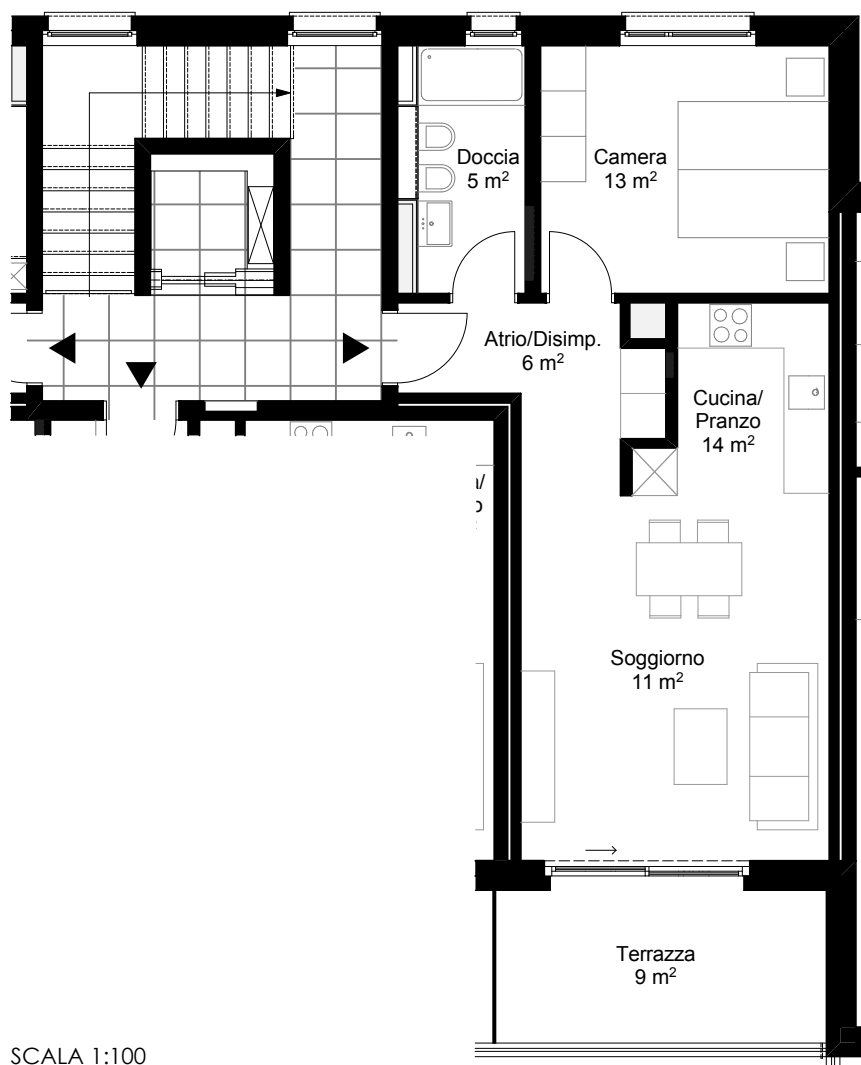 Doccia
5 m²
Camera
13 m²
Atrio/Disimp.
6 m²
Cucina/
Pranzo
14 m²
Soggiorno
11 m²
Terrazza
9 m²
SCALA 1:100